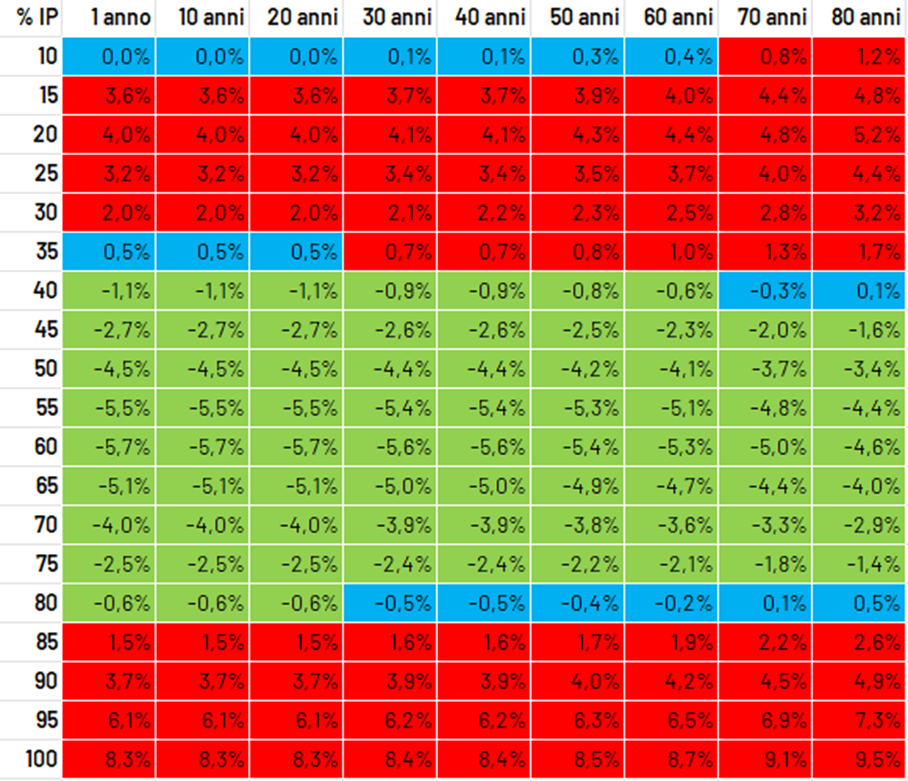 % IP 1 anno 10 anni 20 anni 30 anni 40 anni 50 anni 60 anni 70 anni 80 anni
10 0,0% 0,0% 0,0% 0,1% 0,1% 0,3% 0,4% 0,8% 1,2%
15 3,6% 3,6% 3,6% 3,7% 3,7% 3,9% 4,0% 4,4% 4,8%
20 4,0% 4,0% 4,0% 4,1% 4,1% 4,3% 4,4% 4,8% 5,2%
25 3,2% 3,2% 3,2% 3,4% 3,4% 3,5% 3,7% 4,0% 4,4%
30 2,0% 2,0% 2,0% 2,1% 2,2% 2,3% 2,5% 2,8% 3,2%
35 0,5% 0,5% 0,5% 0,7% 0,7% 0,8% 1,0% 1,3% 1,7%
40 -1,1% -1,1% -1,1% -0,9% -0,9% -0,8% -0,6% -0,3% 0,1%
45 -2,7% -2,7% -2,7% -2,6% -2,6% -2,5% -2,3% -2,0% -1,6%
50 -4,5% -4,5% -4,5% -4,4% -4,4% -4,2% -4,1% -3,7% -3,4%
55 -5,5% -5,5% -5,5% -5,4% -5,4% -5,3% -5,1% -4,8% -4,4%
60 -5,7% -5,7% -5,7% -5,6% -5,6% -5,4% -5,3% -5,0% -4,6%
65 -5,1% -5,1% -5,1% -5,0% -5,0% -4,9% -4,7% -4,4% -4,0%
70 -4,0% -4,0% -4,0% -3,9% -3,9% -3,8% -3,6% -3,3% -2,9%
75 -2,5% -2,5% -2,5% -2,4% -2,4% -2,2% -2,1% -1,8% -1,4%
80 -0,6% -0,6% -0,6% -0,5% -0,5% -0,4% -0,2% 0,1% 0,5%
85 1,5% 1,5% 1,5% 1,6% 1,6% 1,7% 1,9% 2,2% 2,6%
90 3,7% 3,7% 3,7% 3,9% 3,9% 4,0% 4,2% 4,5% 4,9%
95 6,1% 6,1% 6,1% 6,2% 6,2% 6,3% 6,5% 6,9% 7,3%
100 8,3% 8,3% 8,3% 8,4% 8,4% 8,5% 8,7% 9,1% 9,5%